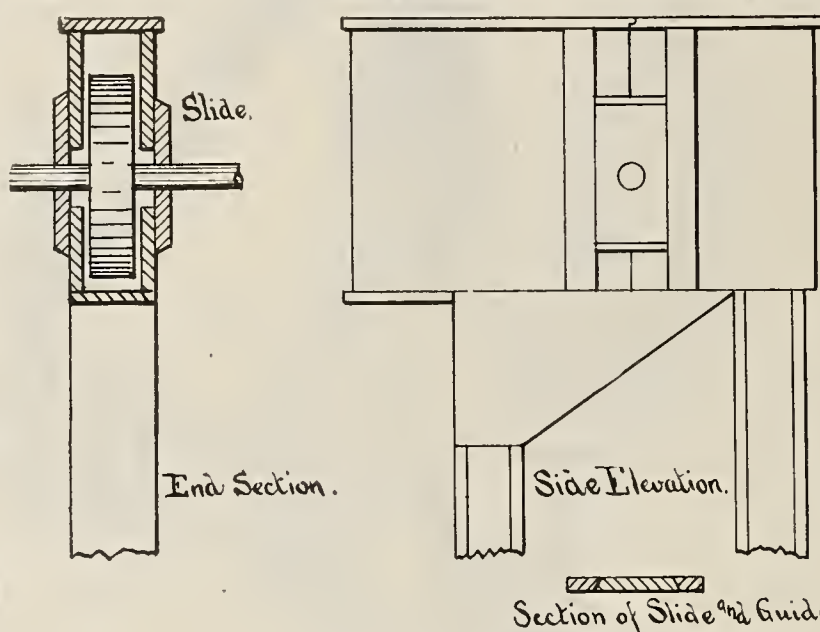 Slide.
End Section.
Side Elevation.
Section of Slide and Guid